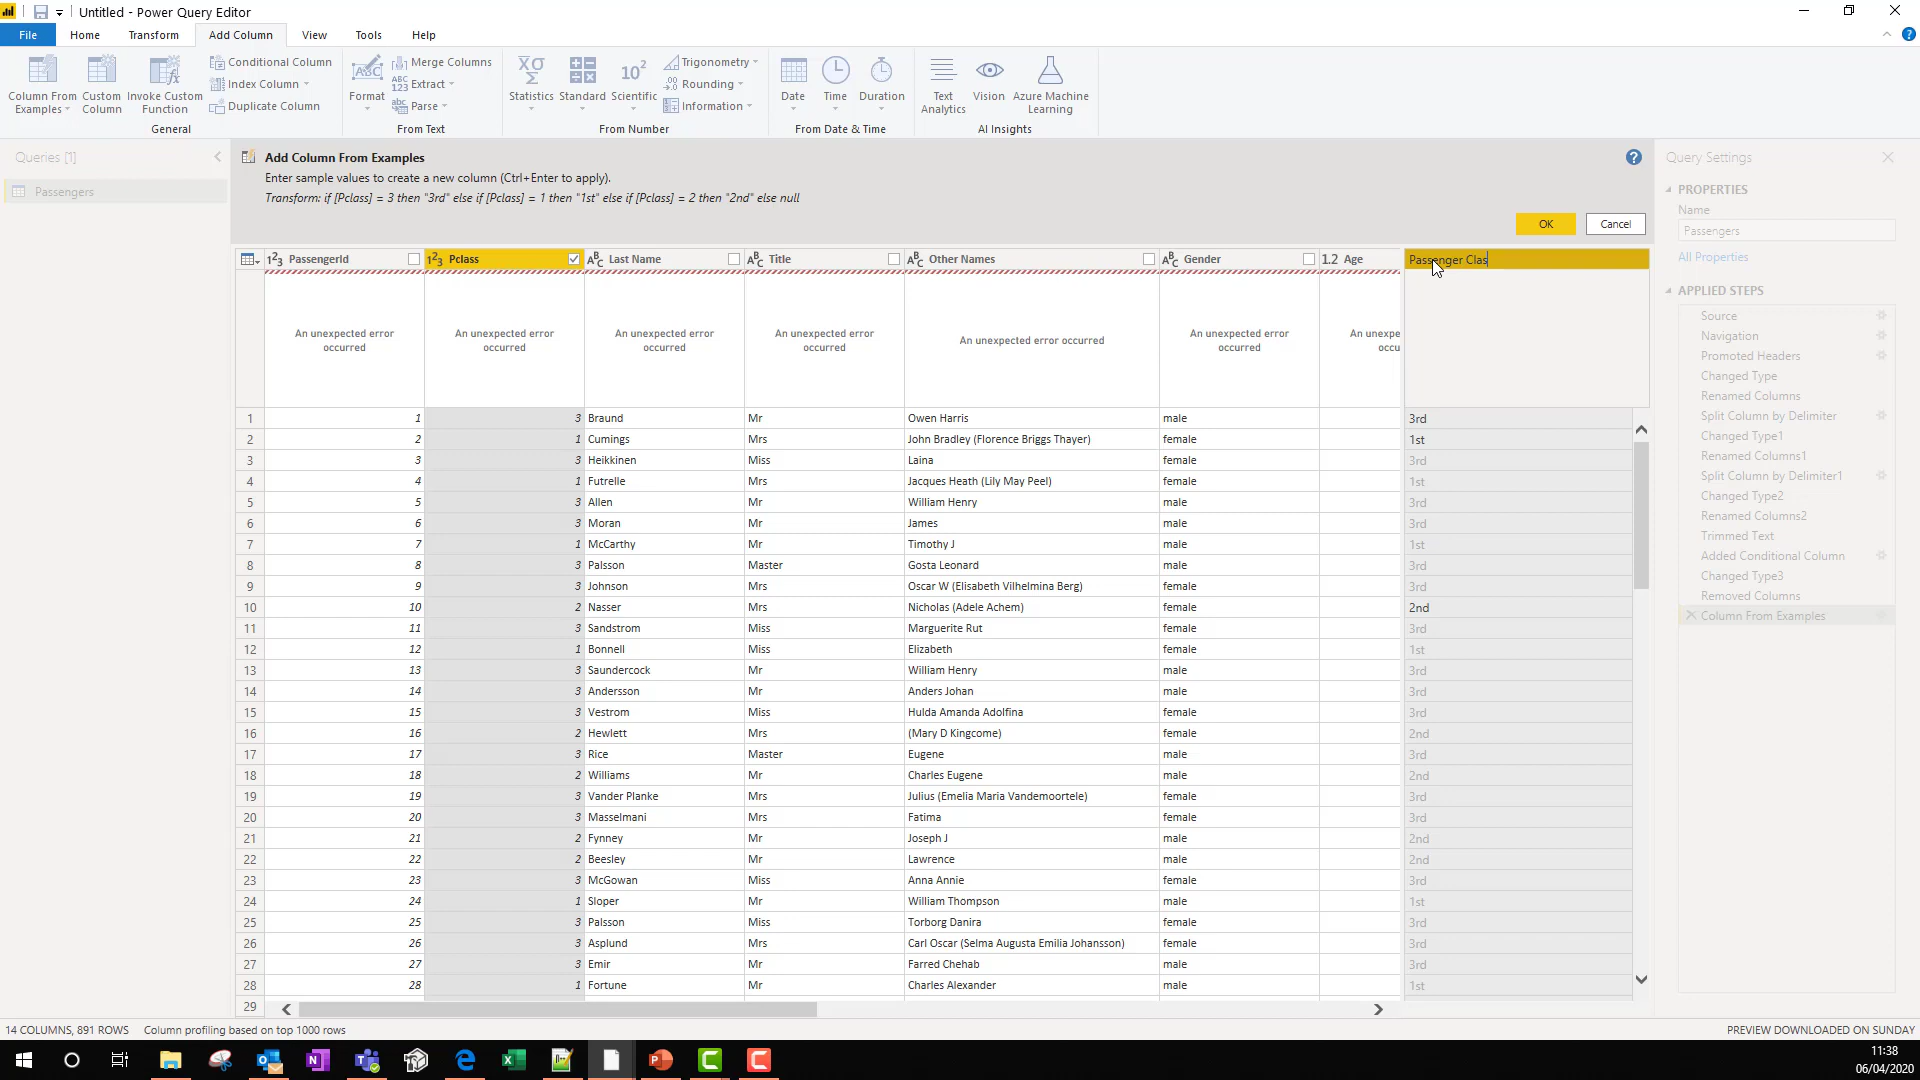 Untitled - Power Query Editor
File Home Transform Add Column View Tools Help
Column From Examples
Custom Column
Invoke Custom Function
Conditional Column
Index Column
Duplicate Column
General
Format
Merge Columns
Extract
Parse
From Text
Statistics
Standard
Scientific
Trigonometry
Rounding
Information
From Number
Date
Time
Duration
From Date & Time
Text Analytics
Vision
Azure Machine Learning
AI Insights
Queries [1]
Passengers
Add Column From Examples
Enter sample values to create a new column (Ctrl+Enter to apply).
Transform: if [Pclass] = 3 then "3rd" else if [Pclass] = 1 then "1st" else if [Pclass] = 2 then "2nd" else null
OK Cancel
PassengerId Pclass Last Name Title Other Names Gender 1.2 Age Passenger Clas
An unexpected error occurred An unexpected error occurred An unexpected error occurred An unexpected error occurred An unexpected error occurred An unexpected error occurred An unexpe occu
1 1 3 Braund Mr Owen Harris male 3rd
2 2 1 Cumings Mrs John Bradley (Florence Briggs Thayer) female 1st
3 3 3 Heikkinen Miss Laina female 3rd
4 4 1 Futrelle Mrs Jacques Heath (Lily May Peel) female 1st
5 5 3 Allen Mr William Henry male 3rd
6 6 3 Moran Mr James male 3rd
7 7 1 McCarthy Mr Timothy J male 1st
8 8 3 Palsson Master Gosta Leonard male 3rd
9 9 3 Johnson Mrs Oscar W (Elisabeth Vilhelmina Berg) female 3rd
10 10 2 Nasser Mrs Nicholas (Adele Achem) female 2nd
11 11 3 Sandstrom Miss Marguerite Rut female 3rd
12 12 1 Bonnell Miss Elizabeth female 1st
13 13 3 Saundercock Mr William Henry male 3rd
14 14 3 Andersson Mr Anders Johan male 3rd
15 15 3 Vestrom Miss Hulda Amanda Adolfina female 3rd
16 16 2 Hewlett Mrs (Mary D Kingcome) female 2nd
17 17 3 Rice Master Eugene male 3rd
18 18 2 Williams Mr Charles Eugene male 2nd
19 19 3 Vander Planke Mrs Julius (Emelia Maria Vandemoortele) female 3rd
20 20 3 Masselmani Mrs Fatima female 3rd
21 21 2 Fynney Mr Joseph J male 2nd
22 22 2 Beesley Mr Lawrence male 2nd
23 23 3 McGowan Miss Anna Annie female 3rd
24 24 1 Sloper Mr William Thompson male 1st
25 25 3 Palsson Miss Torborg Danira female 3rd
26 26 3 Asplund Mrs Carl Oscar (Selma Augusta Emilia Johansson) female 3rd
27 27 3 Emir Mr Farred Chehab male 3rd
28 28 1 Fortune Mr Charles Alexander male 1st
29
Query Settings
PROPERTIES
Name
Passengers
All Properties
APPLIED STEPS
Source
Navigation
Promoted Headers
Changed Type
Renamed Columns
Split Column by Delimiter
Changed Type1
Renamed Columns1
Split Column by Delimiter1
Changed Type2
Renamed Columns2
Trimmed Text
Added Conditional Column
Changed Type3
Removed Columns
Column From Examples
14 COLUMNS, 891 ROWS Column profiling based on top 1000 rows PREVIEW DOWNLOADED ON SUNDAY
11:38
06/04/2020